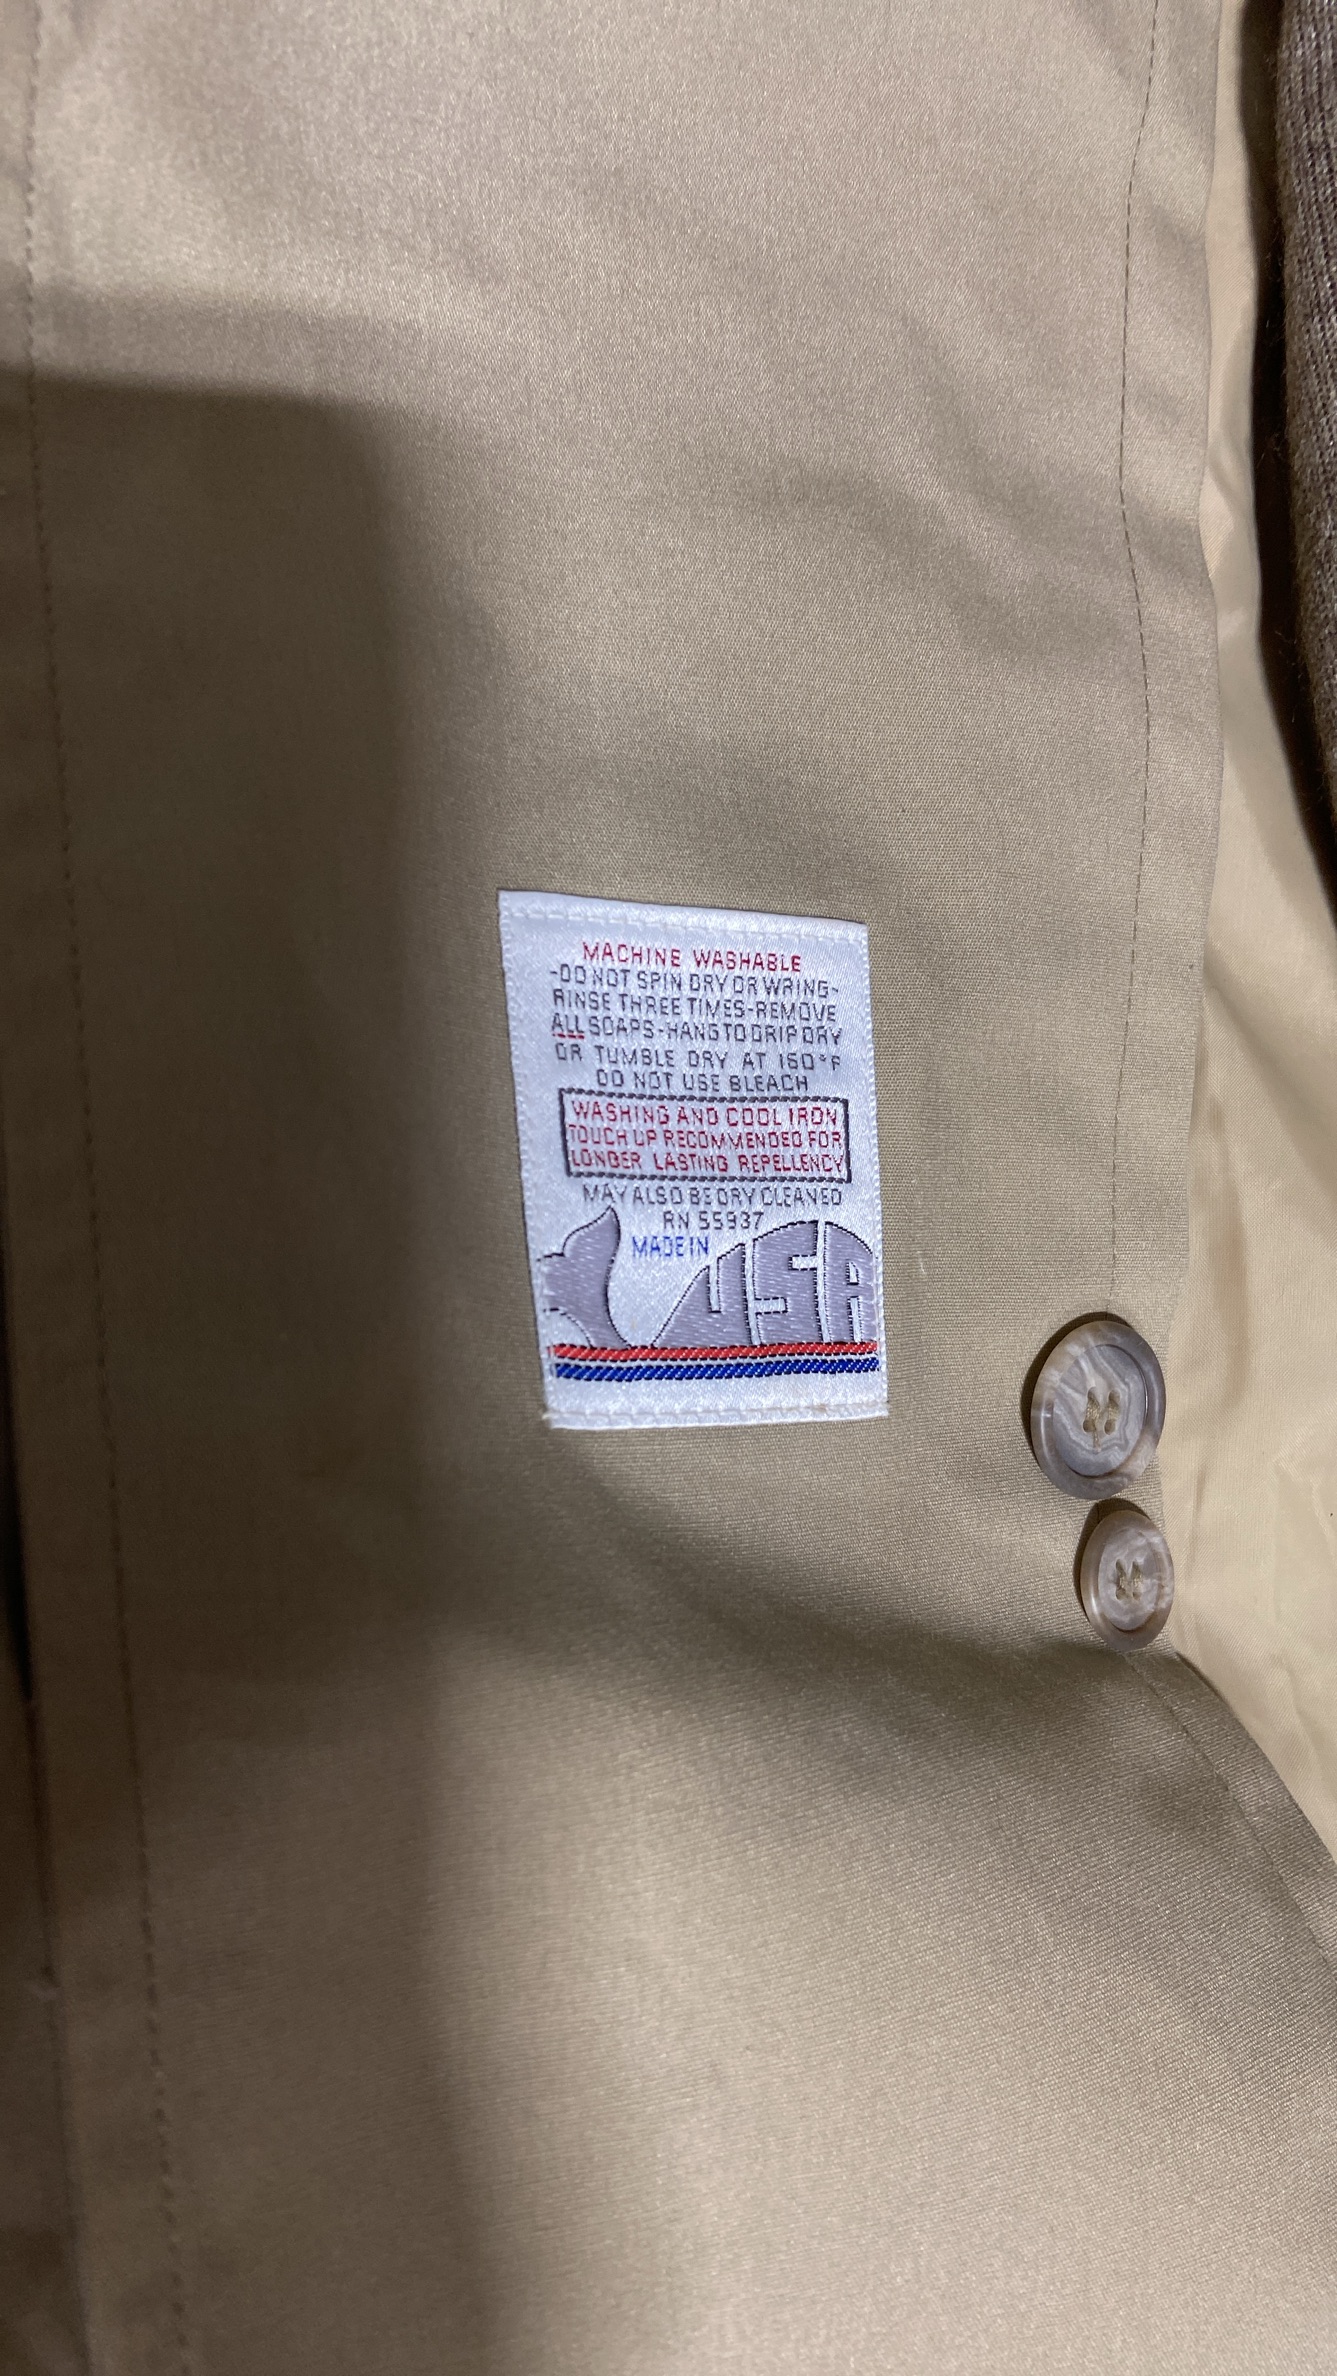 MACHINE WASHABLE
-DO NOT SPIN DRY OR WRING-
RINSE THREE TIMES-REMOVE
ALL SOAPS-HANG TO DRIP DRY
OR TUMBLE DRY AT 160°F
DO NOT USE BLEACH
WASHING AND COOL IRON
TOUCH UP RECOMMENDED FOR
LONGER LASTING REPELLENCY
MAY ALSO BE DRY CLEANED
RN 55937
MADE IN USA